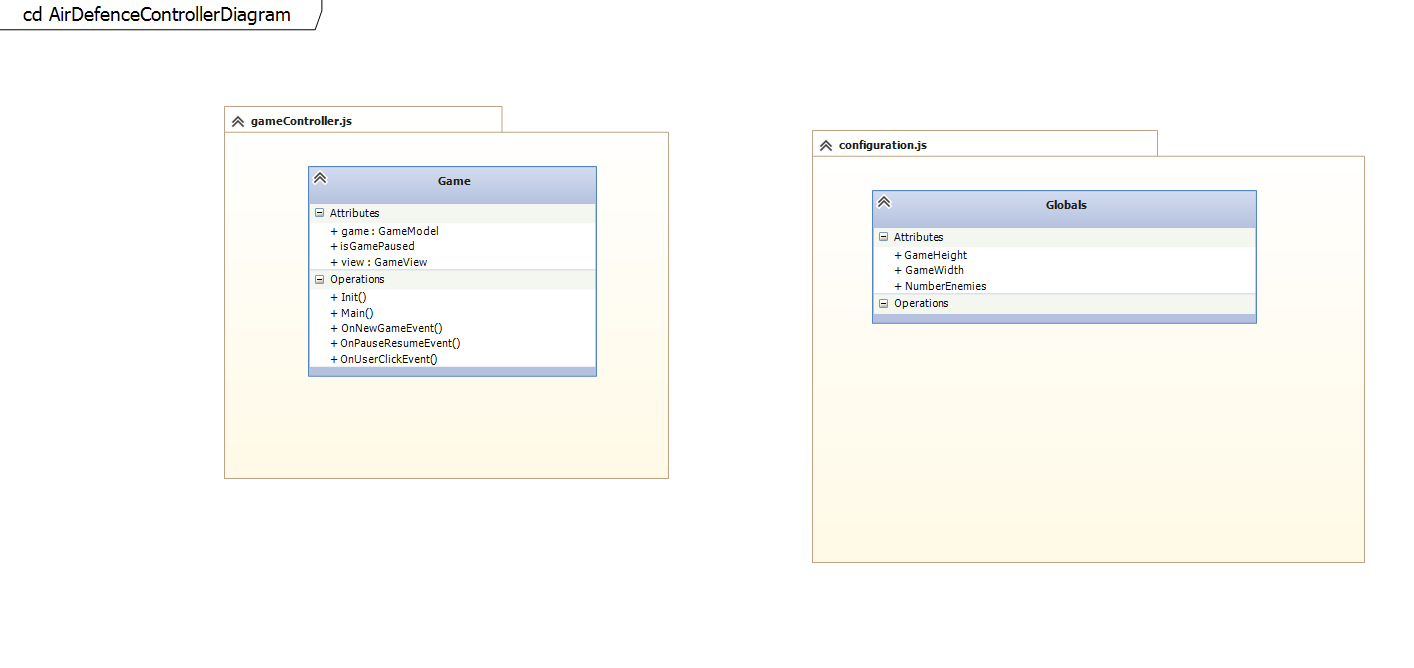 cd AirDefenceControllerDiagram
gameController.js
Game
Attributes
+ game : GameModel
+ isGamePaused
+ view : GameView
Operations
+ Init()
+ Main()
+ OnNewGameEvent()
+ OnPauseResumeEvent()
+ OnUserClickEvent()
configuration.js
Globals
Attributes
+ GameHeight
+ GameWidth
+ NumberEnemies
Operations